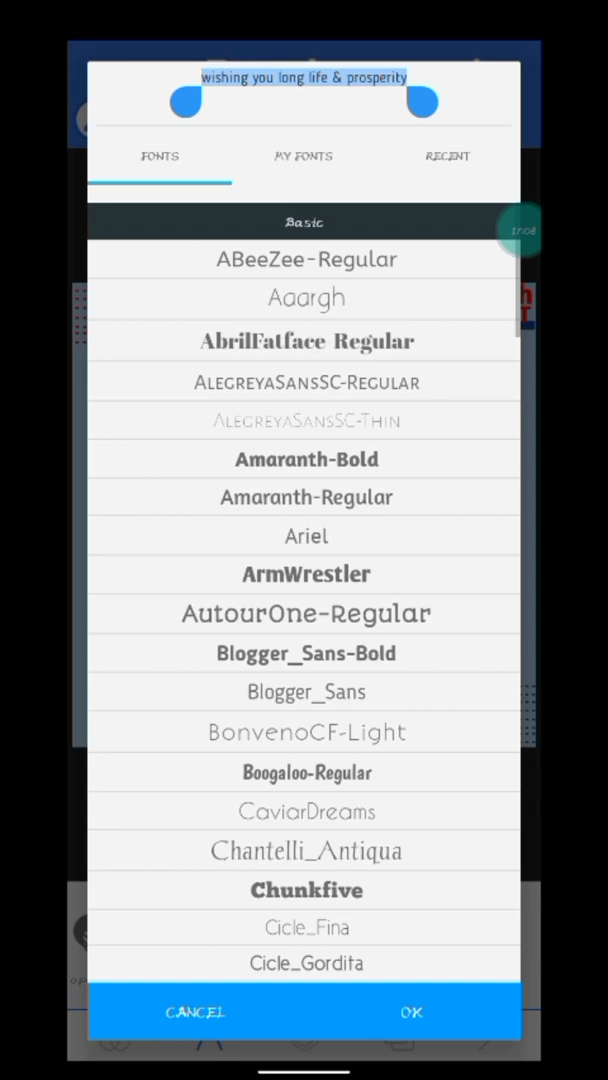 wishing you long life & prosperity
FONTS
MY FONTS
RECENT
Basic
17:08
ABeeZee-Regular
Aaargh
AbrilFatface-Regular
AlegreyaSansSC-Regular
AlegreyaSansSC-Thin
Amaranth-Bold
Amaranth-Regular
Ariel
ArmWrestler
AutourOne-Regular
Blogger_Sans-Bold
Blogger_Sans
BonvenoCF-Light
Boogaloo-Regular
CaviarDreams
Chantelli_Antiqua
Chunkfive
Cicle_Fina
Cicle_Gordita
CANCEL
OK